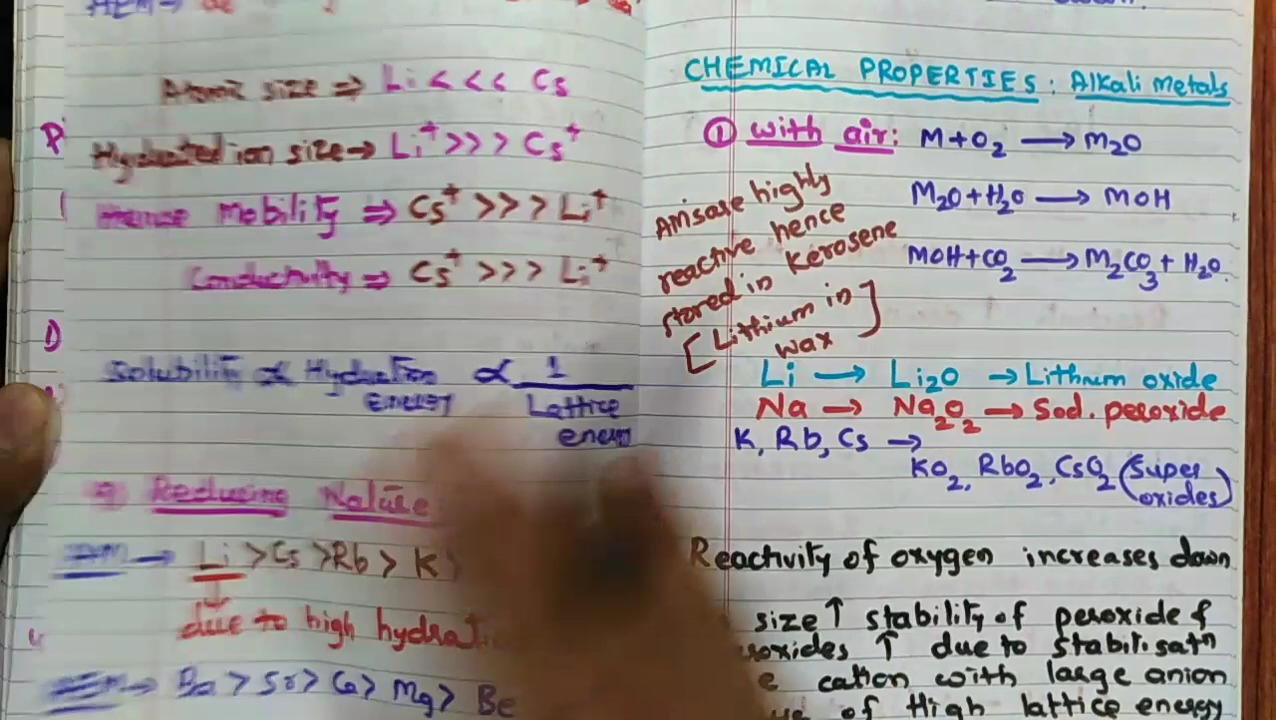 Atomic size ⇒ Li < < < Cs
Hydrated ion size → Li⁺ >>> Cs⁺
Hence Mobility ⇒ Cs⁺ >>> Li⁺
Conductivity ⇒ Cs⁺ >>> Li⁺
Solubility ∝ Hydration Energy ∝ 1 / Lattice energy
9) Reducing Nature
AM → Li > Cs > Rb > K >
due to high hydrati
AEM → Ba > Sr > Ca > Mg > Be
CHEMICAL PROPERTIES : Alkali metals
① with air: M + O₂ → M₂O
M₂O + H₂O → MOH
MOH + CO₂ → M₂CO₃ + H₂O
AMs are highly
reactive hence
stored in Kerosene
[Lithium in
wax]
Li → Li₂O → Lithium oxide
Na → Na₂O₂ → Sod. peroxide
K, Rb, Cs →
KO₂, RbO₂, CsO₂ (Super
oxides)
Reactivity of oxygen increases down
size ↑ stability of peroxide &
oxides ↑ due to stabilisatn
cation with large anion
of High lattice energy